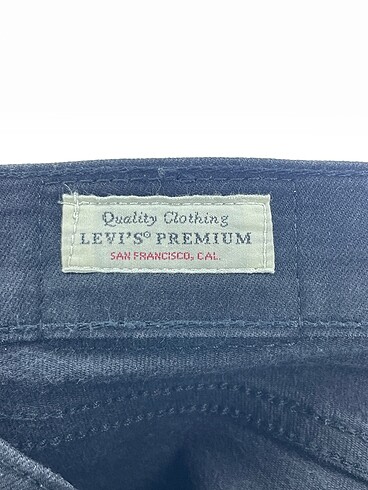 Quality Clothing
LEVI'S® PREMIUM
SAN FRANCISCO, CAL.